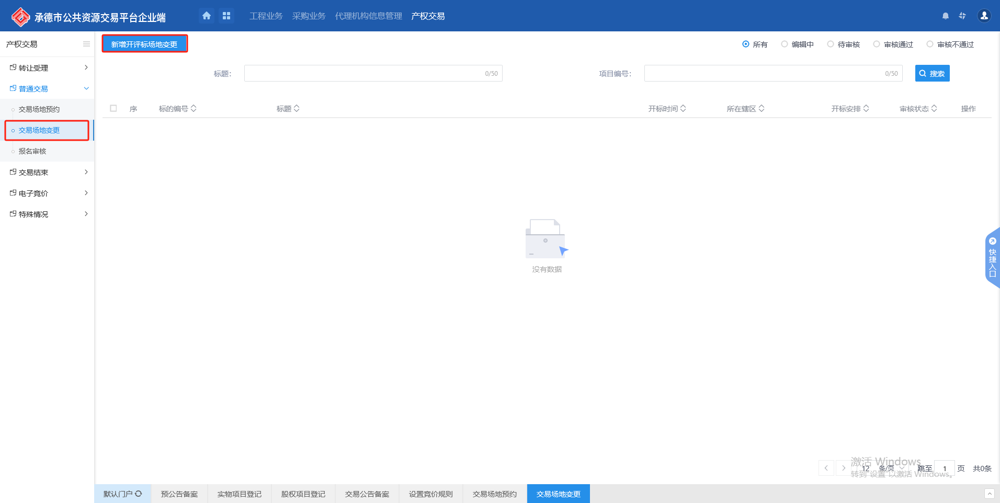 承德市公共资源交易平台企业端
工程业务 采购业务 代理机构信息管理 产权交易
产权交易
转让受理
普通交易
交易场地预约
交易场地变更
报名审核
交易结束
电子竞价
特殊情况
新增开评标场地变更
所有 编辑中 待审核 审核通过 审核不通过
标题： 0/50 项目编号： 0/50 搜索
序 标的编号 标题 开标时间 所在辖区 开标安排 审核状态 操作
没有数据
快捷入口
12 条/页 跳至 1 页 共0条
激活 Windows
转到"设置"以激活 Windows。
默认门户 预公告备案 实物项目登记 股权项目登记 交易公告备案 设置竞价规则 交易场地预约 交易场地变更